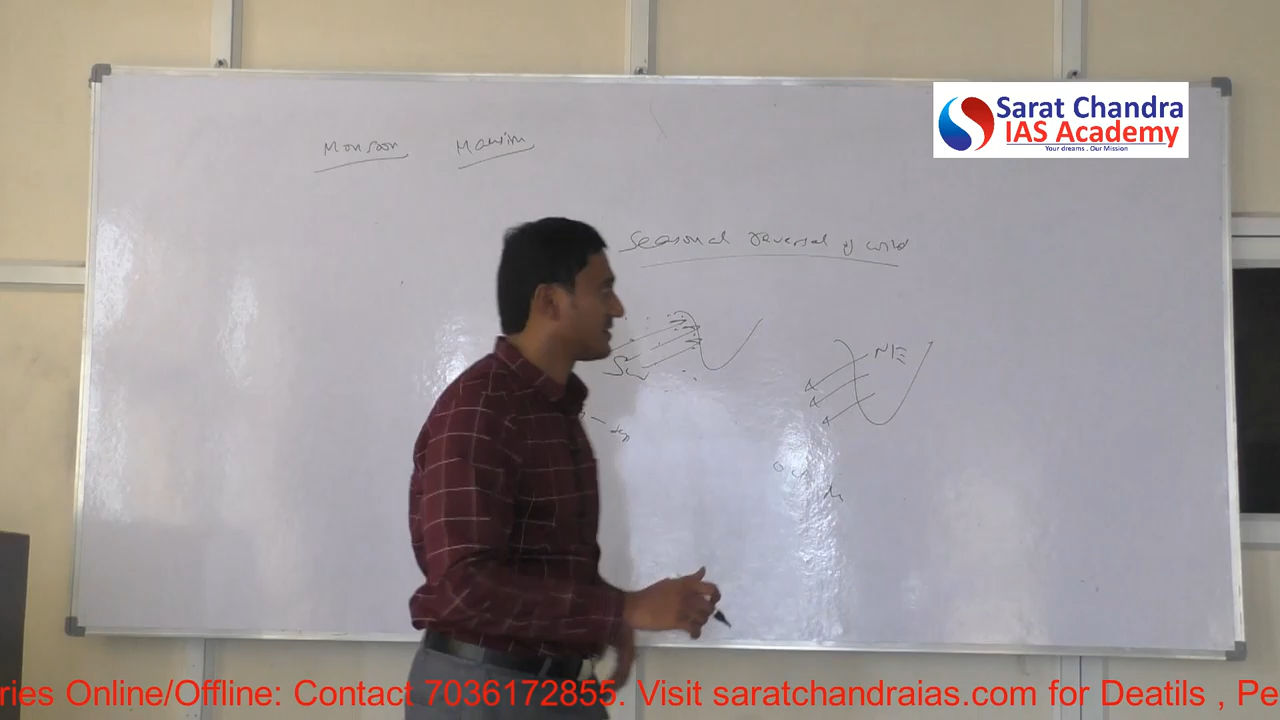 Sarat Chandra
IAS Academy
Your dreams . Our Mission
Monsoon Mausim
Seasonal reversal of wind
SW
NE
ries Online/Offline: Contact 7036172855. Visit saratchandraias.com for Deatils , Pe